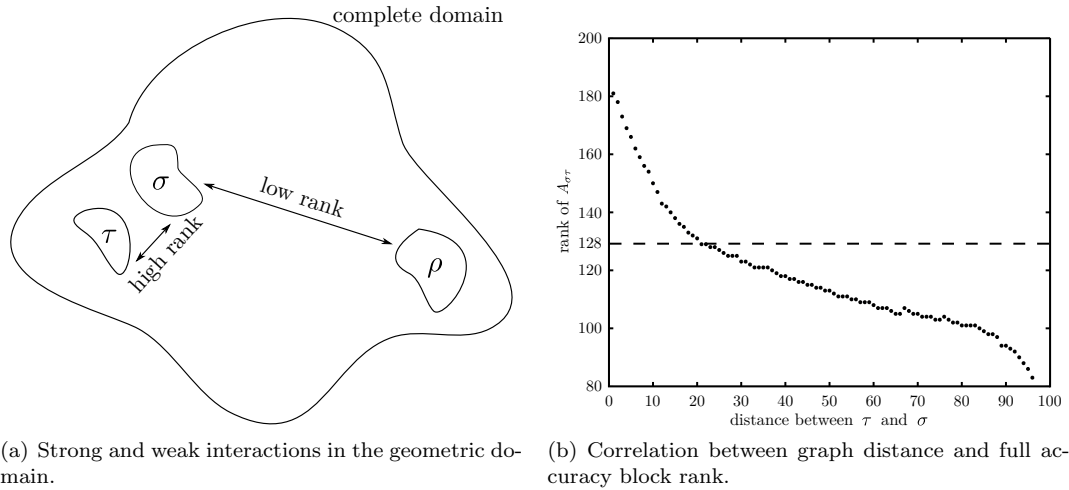 complete domain
σ
τ
ρ
low rank
high rank
(a) Strong and weak interactions in the geometric do-
main.
200
180
160
140
128
120
100
80
rank of Aστ
0 10 20 30 40 50 60 70 80 90 100
distance between τ and σ
(b) Correlation between graph distance and full ac-
curacy block rank.